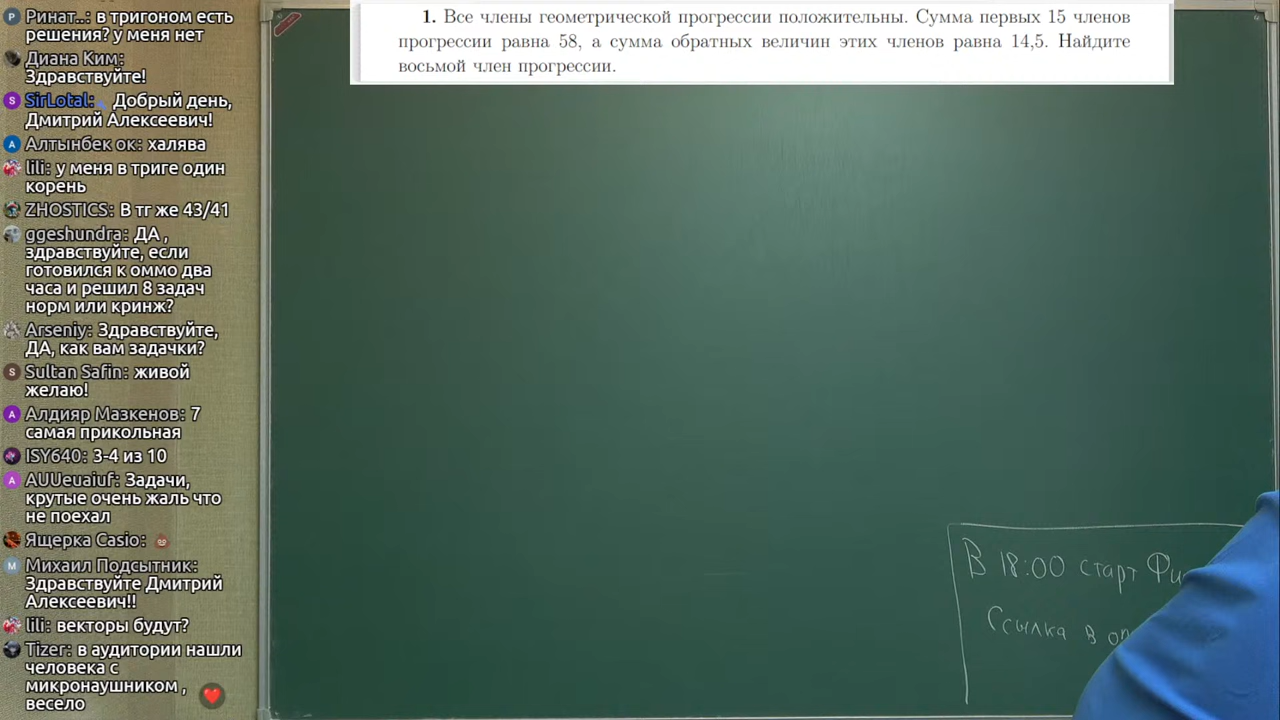 Ринат..: в тригоном есть
решения? у меня нет
Диана Ким:
Здравствуйте!
SirLotal: Добрый день,
Дмитрий Алексеевич!
Алтынбек ок: халява
lili: у меня в триге один
корень
ZHOSTICS: В тг же 43/41
ggeshundra: ДА ,
здравствуйте, если
готовился к оммо два
часа и решил 8 задач
норм или кринж?
Arseniy: Здравствуйте,
ДА, как вам задачки?
Sultan Safin: живой
желаю!
Алдияр Мазкенов: 7
самая прикольная
ISY640: 3-4 из 10
AUUeuaiuf: Задачи,
крутые очень жаль что
не поехал
Ящерка Casio:
Михаил Подсытник:
Здравствуйте Дмитрий
Алексеевич!!
lili: векторы будут?
Tizer: в аудитории нашли
человека с
микронаушником ,
весело
1. Все члены геометрической прогрессии положительны. Сумма первых 15 членов
прогрессии равна 58, а сумма обратных величин этих членов равна 14,5. Найдите
восьмой член прогрессии.
В 18:00 старт
Ссылка в